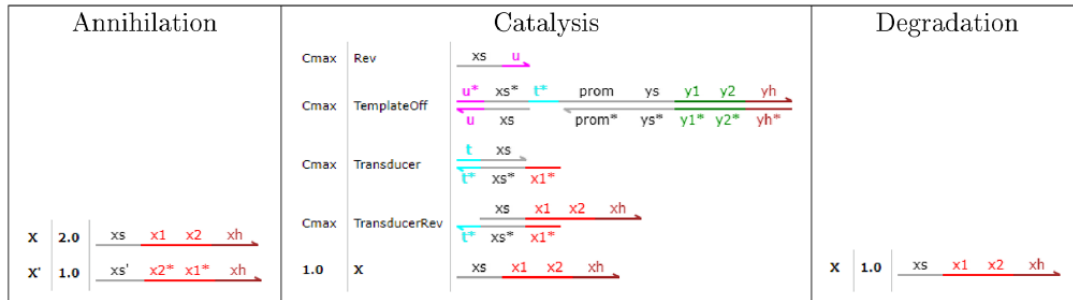 Annihilation
X 2.0 xs x1 x2 xh
X' 1.0 xs' x2* x1* xh
Catalysis
Cmax Rev xs u
Cmax TemplateOff u* xs* t* prom ys y1 y2 yh
u xs prom* ys* y1* y2* yh*
Cmax Transducer t xs
t* xs* x1*
Cmax TransducerRev xs x1 x2 xh
t* xs* x1*
1.0 X xs x1 x2 xh
Degradation
X 1.0 xs x1 x2 xh